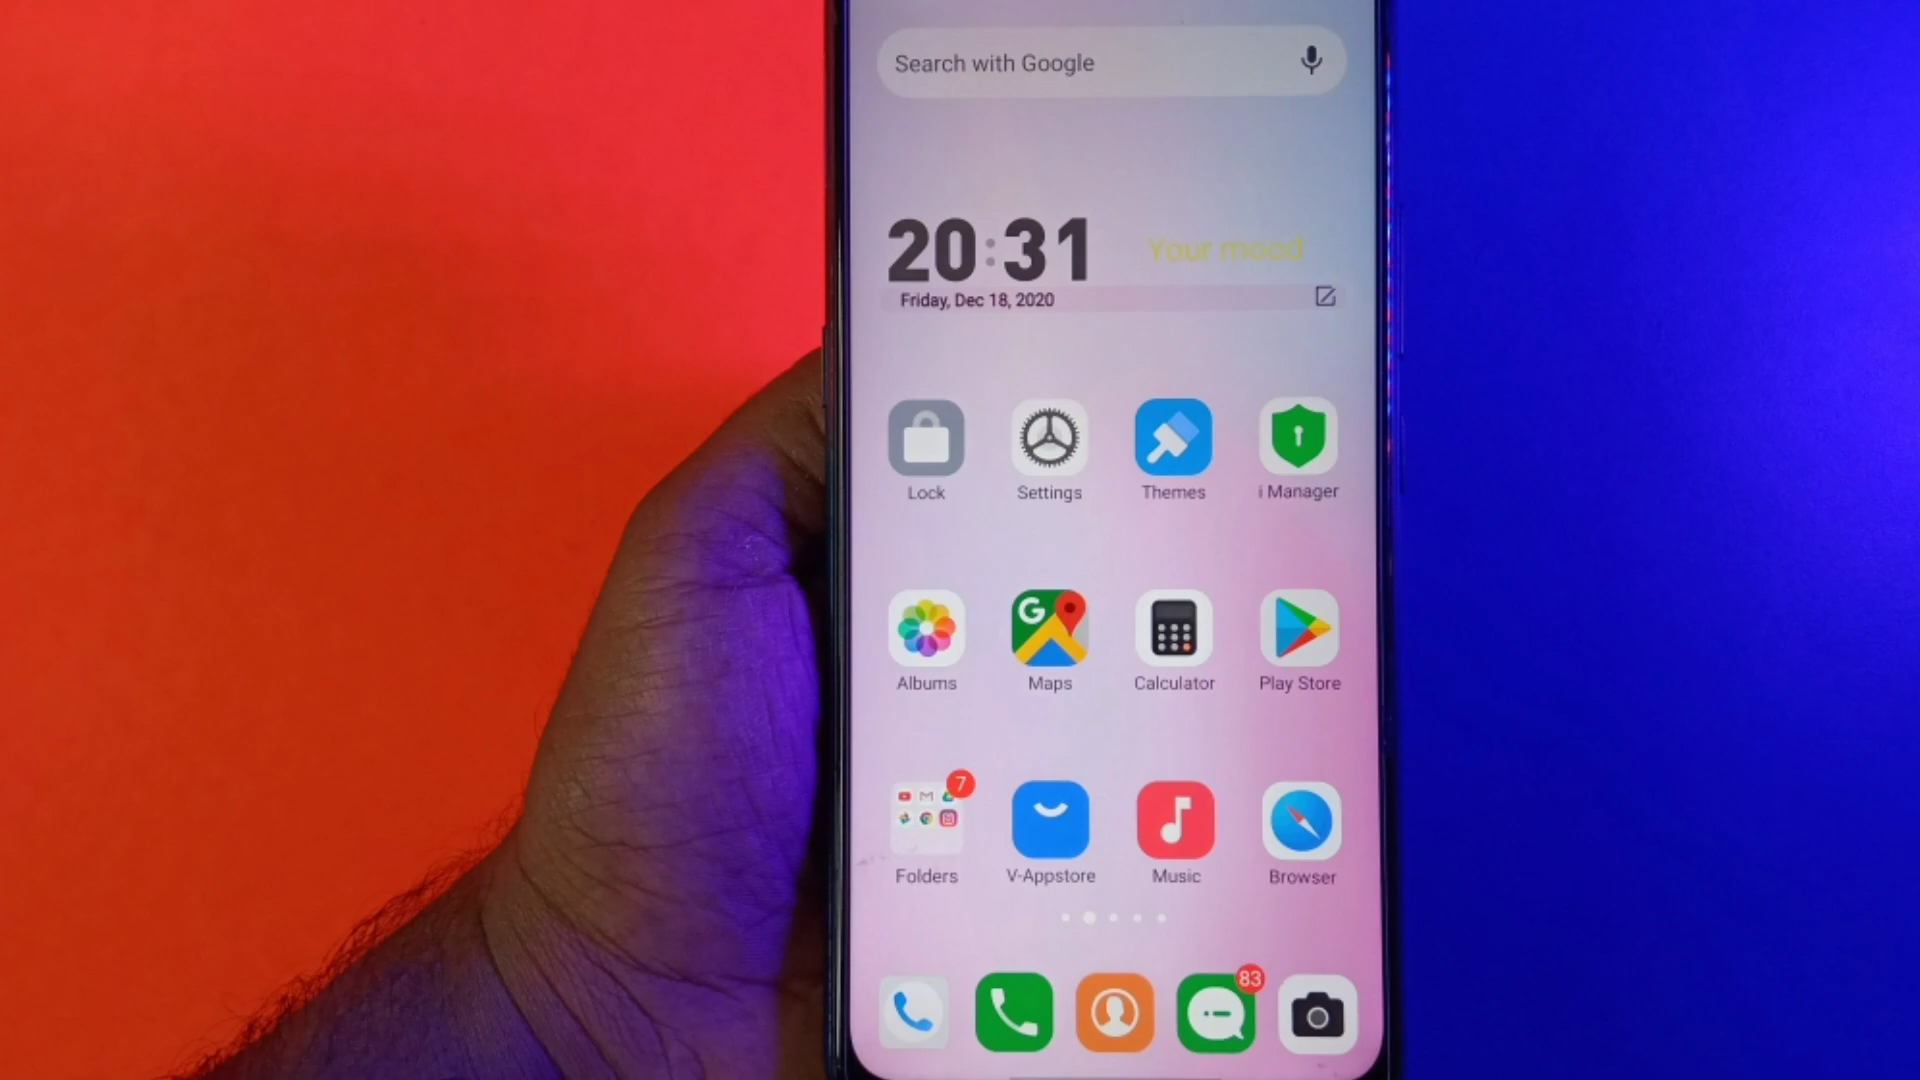 Search with Google
20:31
Your mood
Friday, Dec 18, 2020
Lock
Settings
Themes
i Manager
G
Albums
Maps
Calculator
Play Store
7
Folders
V-Appstore
Music
Browser
83